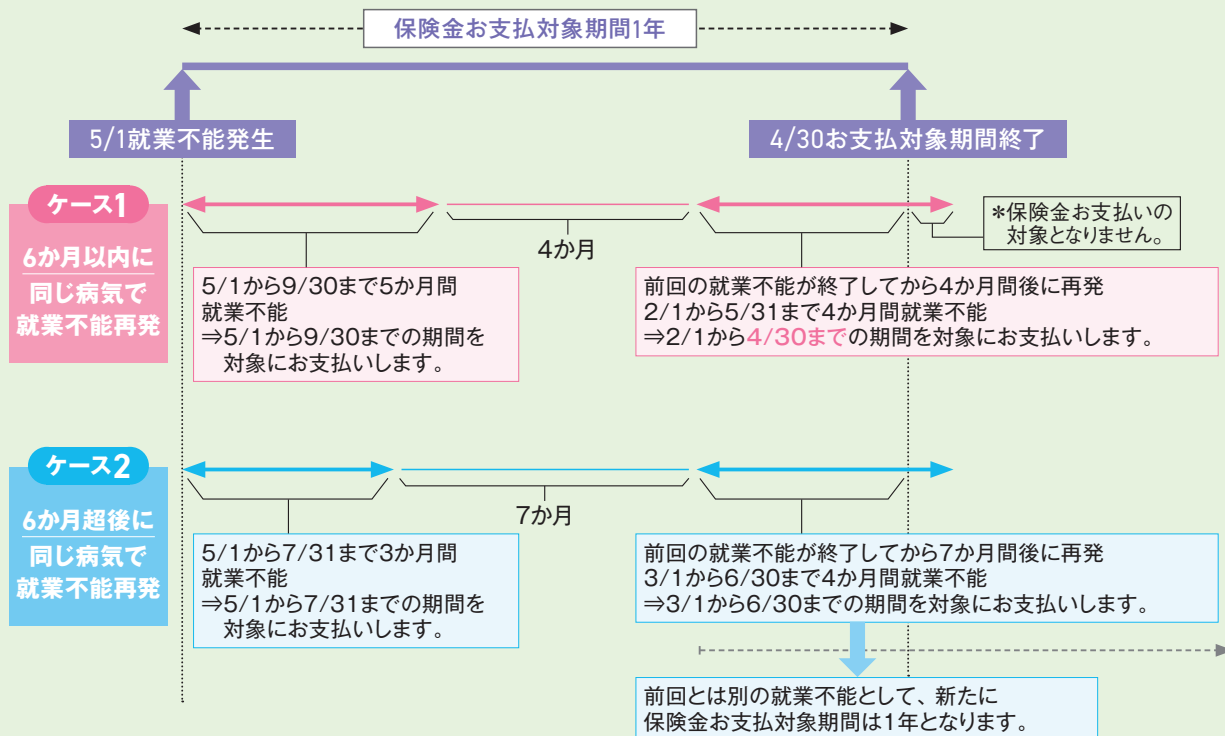 保険金お支払対象期間1年
5/1就業不能発生
4/30お支払対象期間終了
ケース1
6か月以内に
同じ病気で
就業不能再発
4か月
*保険金お支払いの
対象となりません。
5/1から9/30まで5か月間
就業不能
⇒5/1から9/30までの期間を
対象にお支払いします。
前回の就業不能が終了してから4か月間後に再発
2/1から5/31まで4か月間就業不能
⇒2/1から4/30までの期間を対象にお支払いします。
ケース2
6か月超後に
同じ病気で
就業不能再発
7か月
5/1から7/31まで3か月間
就業不能
⇒5/1から7/31までの期間を
対象にお支払いします。
前回の就業不能が終了してから7か月間後に再発
3/1から6/30まで4か月間就業不能
⇒3/1から6/30までの期間を対象にお支払いします。
前回とは別の就業不能として、新たに
保険金お支払対象期間は1年となります。